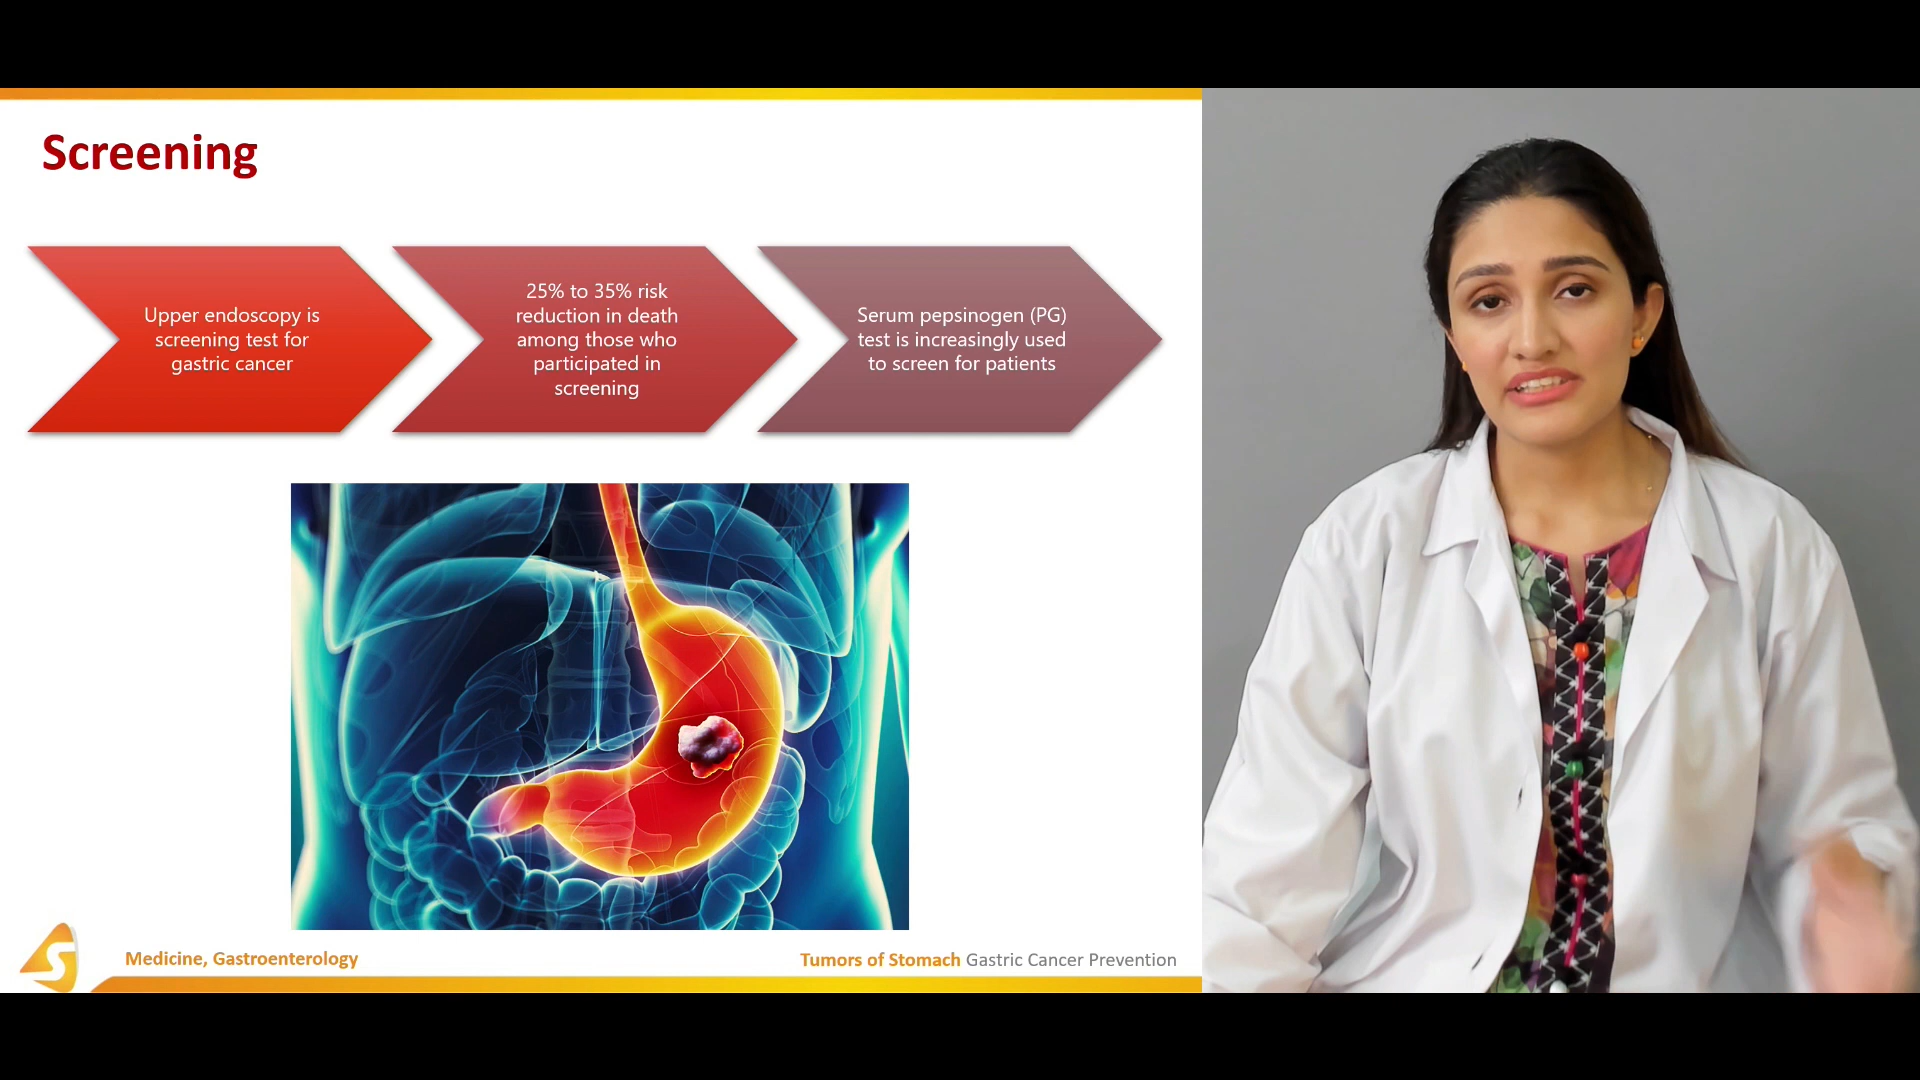 Screening
Upper endoscopy is
screening test for
gastric cancer
25% to 35% risk
reduction in death
among those who
participated in
screening
Serum pepsinogen (PG)
test is increasingly used
to screen for patients
S
Medicine, Gastroenterology
Tumors of Stomach Gastric Cancer Prevention